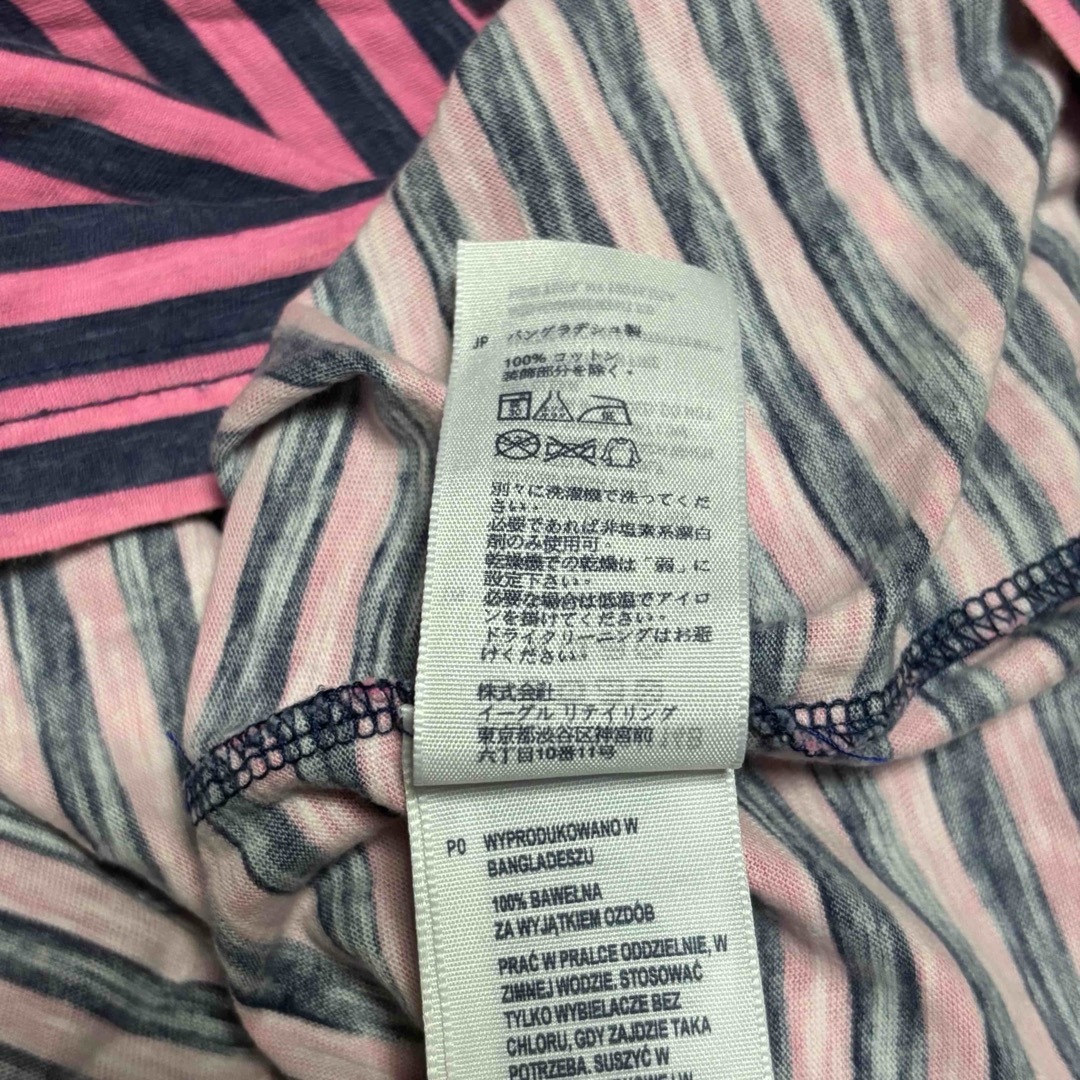 JP バングラデシュ製
100% コットン
装飾部分を除く。
別々に洗濯機で洗ってくだ
さい。
必要であれば非塩素系漂白
剤のみ使用可
乾燥機での乾燥は「弱」に
設定下さい。
必要な場合は低温でアイロ
ンを掛けてください。
ドライクリーニングはお避
けください。
株式会社
イーグル リテイリング
東京都渋谷区神宮前
六丁目10番11号
PO WYPRODUKOWANO W
BANGLADESZU
100% BAWEŁNA
ZA WYJĄTKIEM OZDÓB
PRAĆ W PRALCE ODDZIELNIE, W
ZIMNEJ WODZIE. STOSOWAĆ
TYLKO WYBIELACZE BEZ
CHLORU, GDY ZAJDZIE TAKA
POTRZEBA. SUSZYĆ W